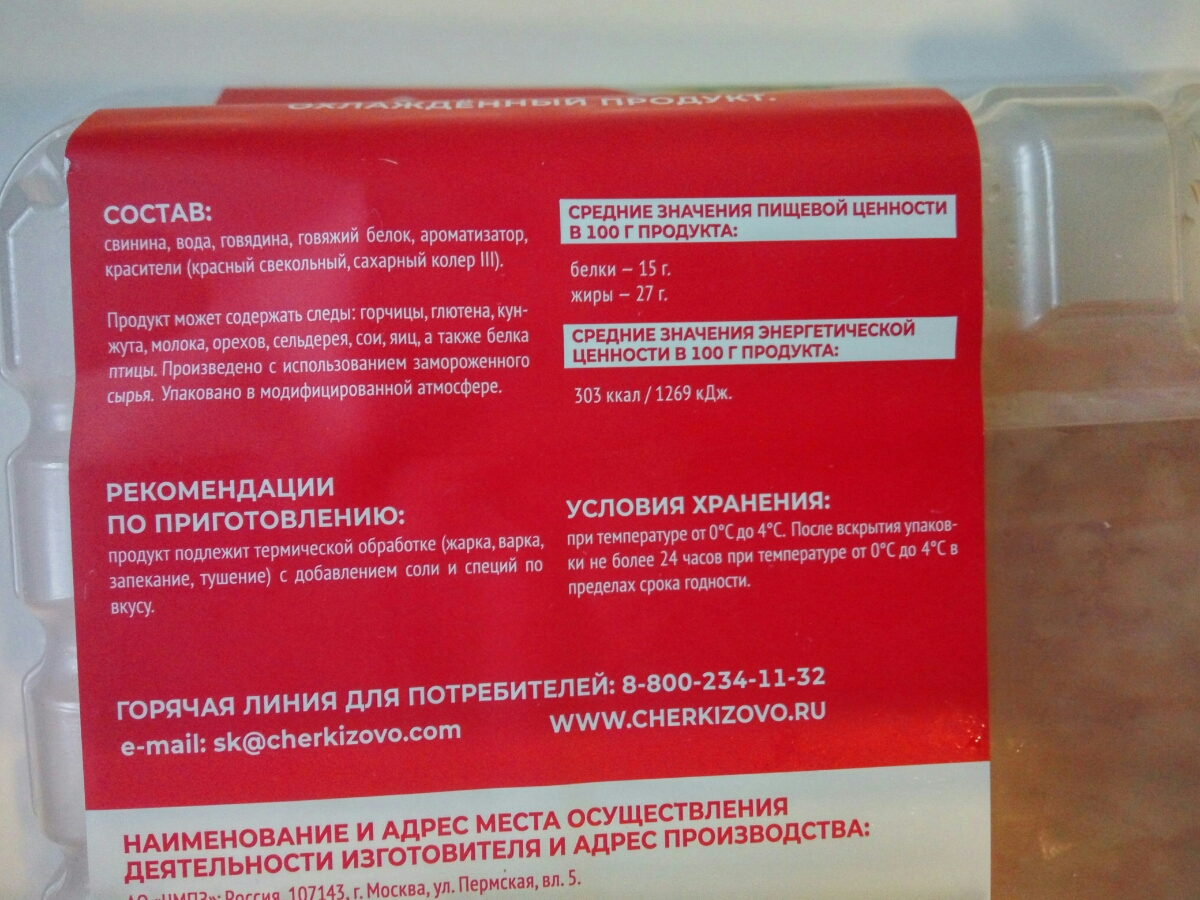 ОХЛАЖДЁННЫЙ ПРОДУКТ.
СОСТАВ:
свинина, вода, говядина, говяжий белок, ароматизатор,
красители (красный свекольный, сахарный колер III).
Продукт может содержать следы: горчицы, глютена, кун-
жута, молока, орехов, сельдерея, сои, яиц, а также белка
птицы. Произведено с использованием замороженного
сырья. Упаковано в модифицированной атмосфере.
СРЕДНИЕ ЗНАЧЕНИЯ ПИЩЕВОЙ ЦЕННОСТИ
В 100 Г ПРОДУКТА:
белки — 15 г.
жиры — 27 г.
СРЕДНИЕ ЗНАЧЕНИЯ ЭНЕРГЕТИЧЕСКОЙ
ЦЕННОСТИ В 100 Г ПРОДУКТА:
303 ккал / 1269 кДж.
РЕКОМЕНДАЦИИ
ПО ПРИГОТОВЛЕНИЮ:
продукт подлежит термической обработке (жарка, варка,
запекание, тушение) с добавлением соли и специй по
вкусу.
УСЛОВИЯ ХРАНЕНИЯ:
при температуре от 0°С до 4°С. После вскрытия упаков-
ки не более 24 часов при температуре от 0°С до 4°С в
пределах срока годности.
ГОРЯЧАЯ ЛИНИЯ ДЛЯ ПОТРЕБИТЕЛЕЙ: 8-800-234-11-32
e-mail: sk@cherkizovo.com WWW.CHERKIZOVO.RU
НАИМЕНОВАНИЕ И АДРЕС МЕСТА ОСУЩЕСТВЛЕНИЯ
ДЕЯТЕЛЬНОСТИ ИЗГОТОВИТЕЛЯ И АДРЕС ПРОИЗВОДСТВА:
АО «ЧМПЗ»: Россия, 107143, г. Москва, ул. Пермская, вл. 5.